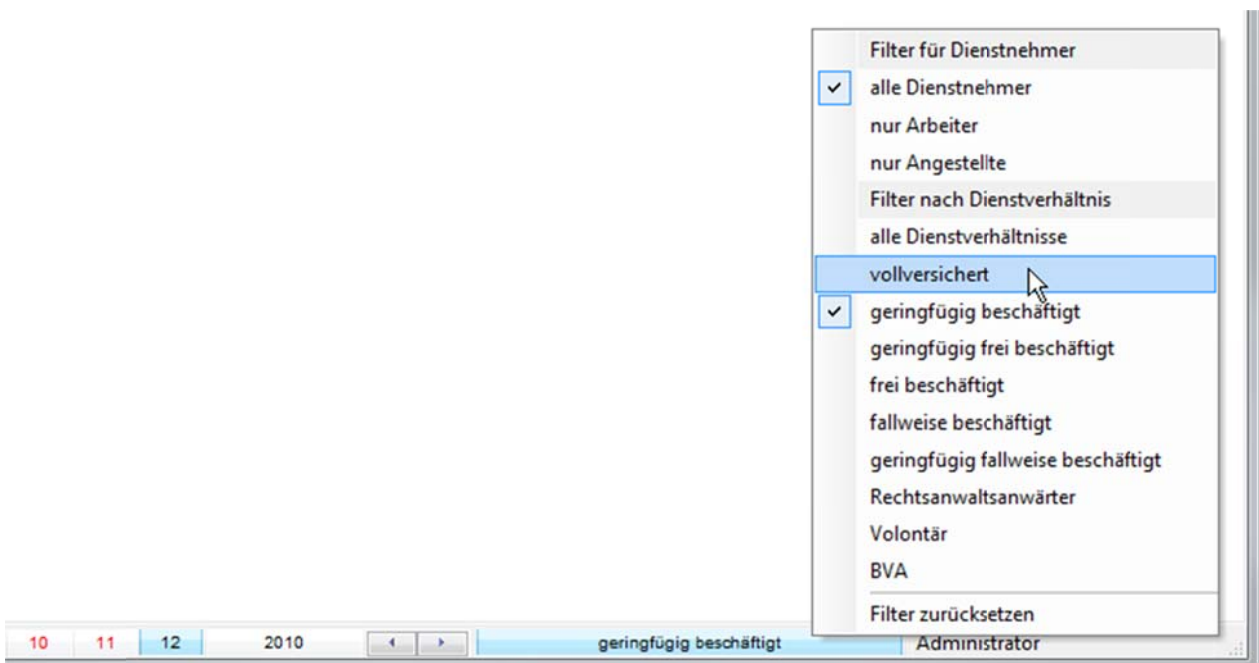 Filter für Dienstnehmer
alle Dienstnehmer
nur Arbeiter
nur Angestellte
Filter nach Dienstverhältnis
alle Dienstverhältnisse
vollversichert
geringfügig beschäftigt
geringfügig frei beschäftigt
frei beschäftigt
fallweise beschäftigt
geringfügig fallweise beschäftigt
Rechtsanwaltsanwärter
Volontär
BVA
Filter zurücksetzen
10 11 12 2010 geringfügig beschäftigt Administrator